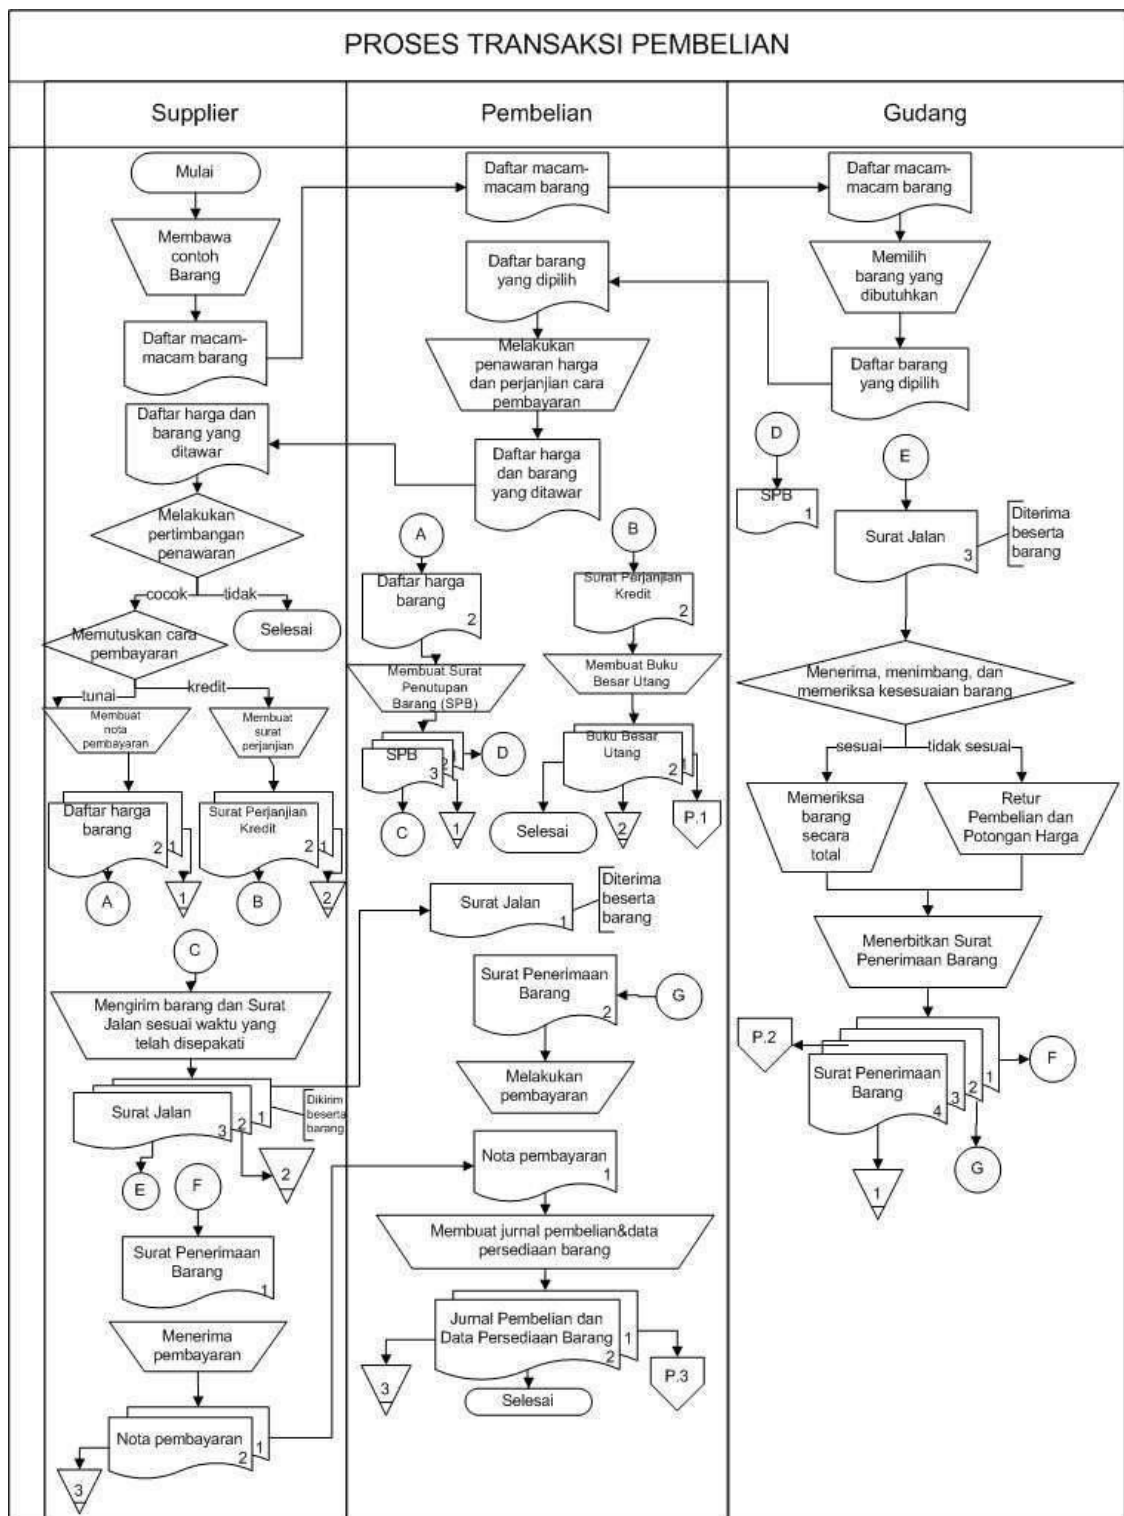 PROSES TRANSAKSI PEMBELIAN
Supplier
Pembelian
Gudang
Mulai
Membawa
contoh
Barang
Daftar macam-
macam barang
Daftar harga dan
barang yang
ditawar
Melakukan
pertimbangan
penawaran
cocok
tidak
Memutuskan cara
pembayaran
Selesai
tunai
kredit
Membuat
nota
pembayaran
Membuat
surat
perjanjian
Daftar harga
barang
2
1
Surat Perjanjian
Kredit
2
1
A
1
B
2
C
Mengirim barang dan Surat
Jalan sesuai waktu yang
telah disepakati
Surat Jalan
3
2
1
Dikirim
beserta
barang
E
F
2
Surat Penerimaan
Barang
1
Menerima
pembayaran
Nota pembayaran
2
1
3
Daftar macam-
macam barang
Daftar barang
yang dipilih
Melakukan
penawaran harga
dan perjanjian cara
pembayaran
Daftar harga
dan barang
yang ditawar
A
Daftar harga
barang
2
Membuat Surat
Penutupan
Barang (SPB)
SPB
3
2
1
D
C
1
B
Surat Perjanjian
Kredit
2
Membuat Buku
Besar Utang
Buku Besar
Utang
2
1
Selesai
2
P.1
Surat Jalan
1
Diterima
beserta
barang
Surat Penerimaan
Barang
2
G
Melakukan
pembayaran
Nota pembayaran
1
Membuat jurnal pembelian&data
persediaan barang
Jurnal Pembelian dan
Data Persediaan Barang
2
1
3
P.3
Selesai
Daftar macam-
macam barang
Memilih
barang yang
dibutuhkan
Daftar barang
yang dipilih
D
SPB
1
E
Surat Jalan
3
Diterima
beserta
barang
Menerima, menimbang, dan
memeriksa kesesuaian barang
sesuai
tidak sesuai
Memeriksa
barang
secara
total
Retur
Pembelian dan
Potongan Harga
Menerbitkan Surat
Penerimaan Barang
P.2
Surat Penerimaan
Barang
4
3
2
1
F
G
1